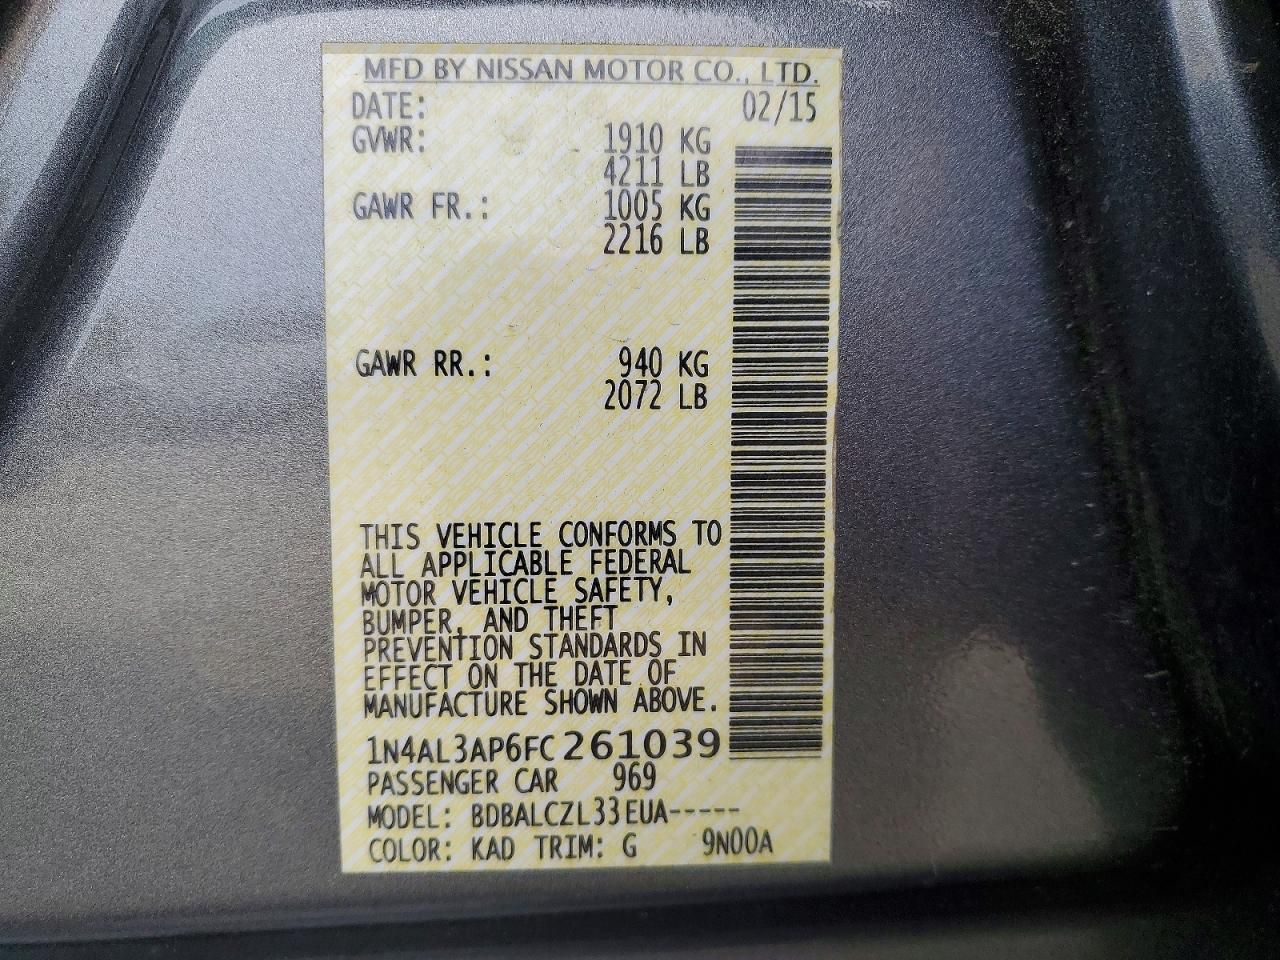 MFD BY NISSAN MOTOR CO., LTD.
DATE: 02/15
GVWR: 1910 KG
4211 LB
GAWR FR.: 1005 KG
2216 LB
GAWR RR.: 940 KG
2072 LB
THIS VEHICLE CONFORMS TO
ALL APPLICABLE FEDERAL
MOTOR VEHICLE SAFETY,
BUMPER, AND THEFT
PREVENTION STANDARDS IN
EFFECT ON THE DATE OF
MANUFACTURE SHOWN ABOVE.
1N4AL3AP6FC261039
PASSENGER CAR 969
MODEL: BDBALCZL33EUA-----
COLOR: KAD TRIM: G 9N00A